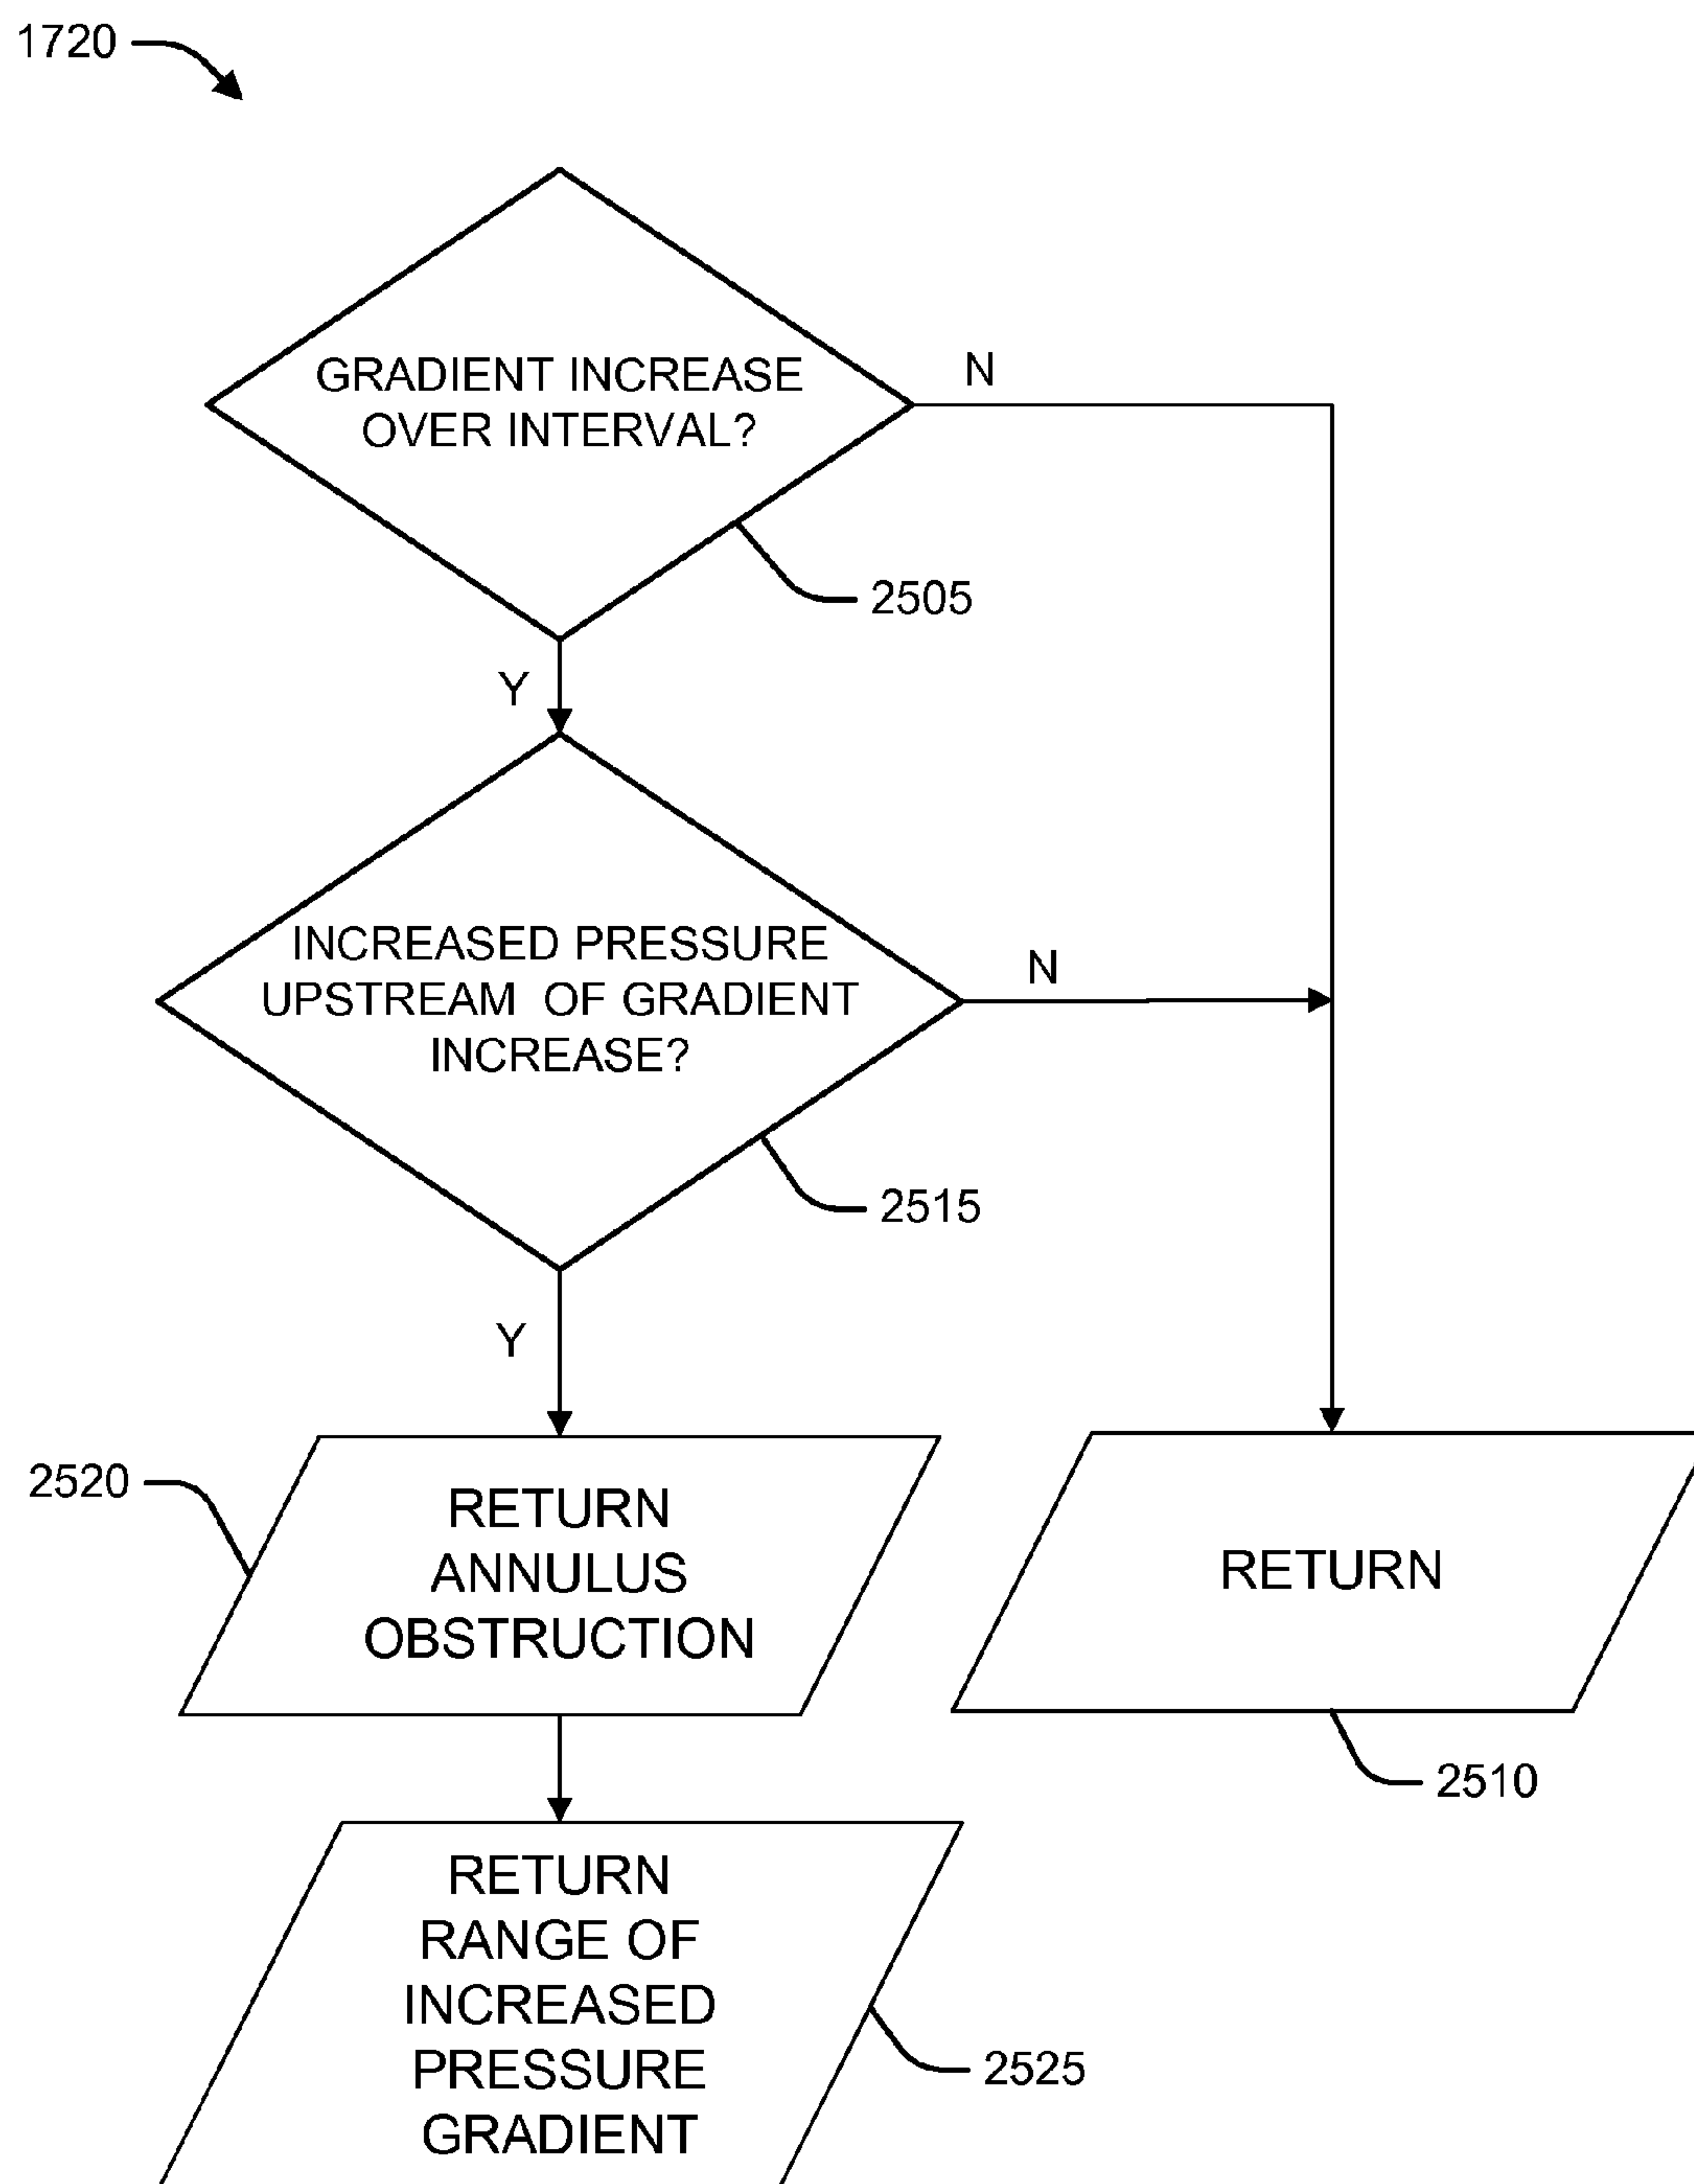 1720
GRADIENT INCREASE
OVER INTERVAL?
N
2505
Y
INCREASED PRESSURE
UPSTREAM OF GRADIENT
INCREASE?
N
2515
Y
2520
RETURN
ANNULUS
OBSTRUCTION
RETURN
2510
RETURN
RANGE OF
INCREASED
PRESSURE
GRADIENT
2525